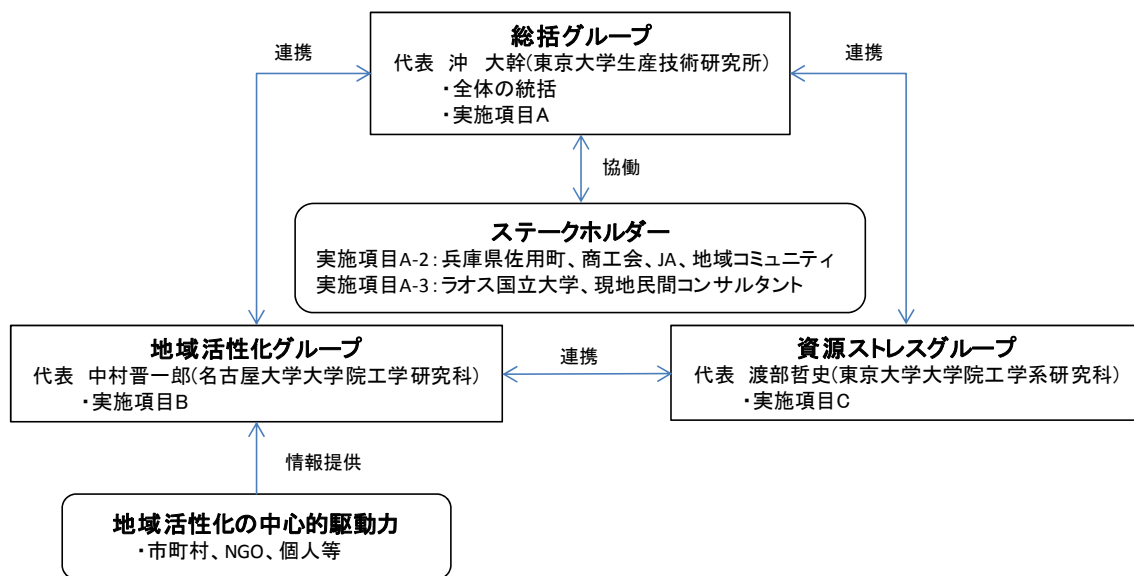 総括グループ
代表　沖　大幹(東京大学生産技術研究所)
・全体の統括
・実施項目A
連携
連携
協働
ステークホルダー
実施項目A-2：兵庫県佐用町、商工会、JA、地域コミュニティ
実施項目A-3：ラオス国立大学、現地民間コンサルタント
地域活性化グループ
代表　中村晋一郎(名古屋大学大学院工学研究科)
・実施項目B
連携
資源ストレスグループ
代表　渡部哲史(東京大学大学院工学系研究科)
・実施項目C
情報提供
地域活性化の中心的駆動力
・市町村、NGO、個人等